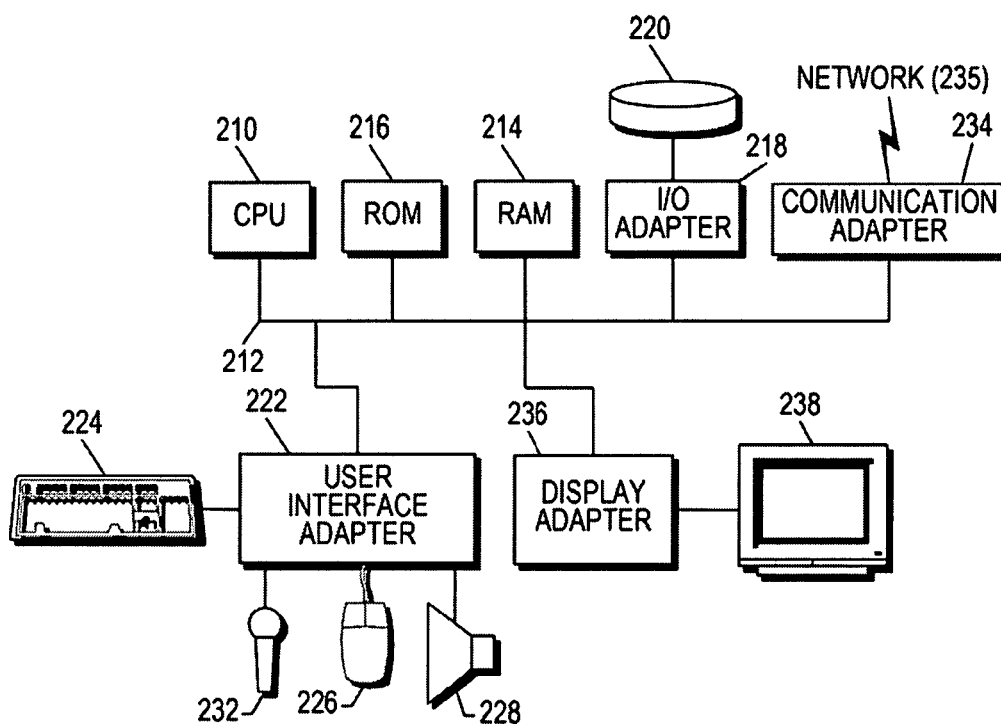 220
NETWORK (235)
210
216
214
218
234
CPU
ROM
RAM
I/O
ADAPTER
COMMUNICATION
ADAPTER
212
222
236
238
224
USER
INTERFACE
ADAPTER
DISPLAY
ADAPTER
232
226
228